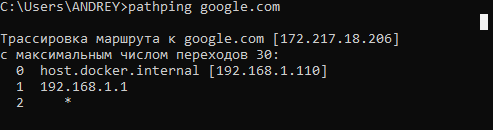 C:\Users\ANDREY>pathping google.com
Трассировка маршрута к google.com [172.217.18.206]
с максимальным числом переходов 30:
0 host.docker.internal [192.168.1.110]
1 192.168.1.1
2 *